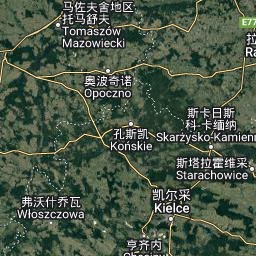 马佐夫舍地区
托马舒夫
Tomaszów
Mazowiecki
E77
拉
Ra
奥波奇诺
Opoczno
孔斯凯
Końskie
斯卡日斯
科-卡缅纳
Skarżysko-Kamien
斯塔拉霍维采
Starachowice
弗沃什乔瓦
Włoszczowa
凯尔采
Kielce
亨齐内